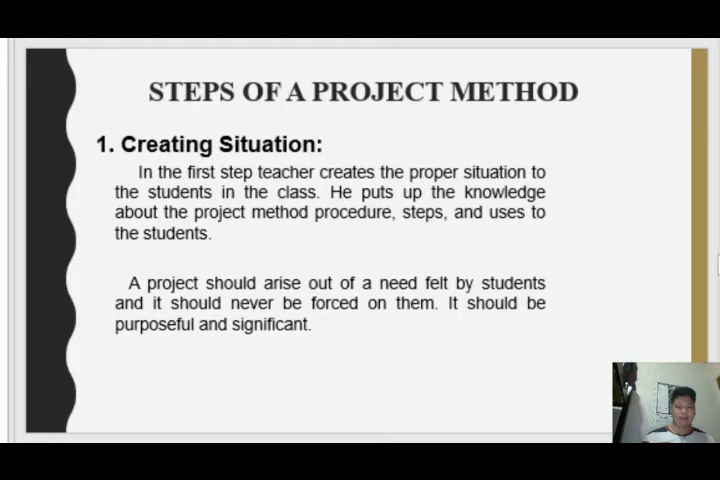 STEPS OF A PROJECT METHOD
1. Creating Situation:
In the first step teacher creates the proper situation to
the students in the class. He puts up the knowledge
about the project method procedure, steps, and uses to
the students.
A project should arise out of a need felt by students
and it should never be forced on them. It should be
purposeful and significant.